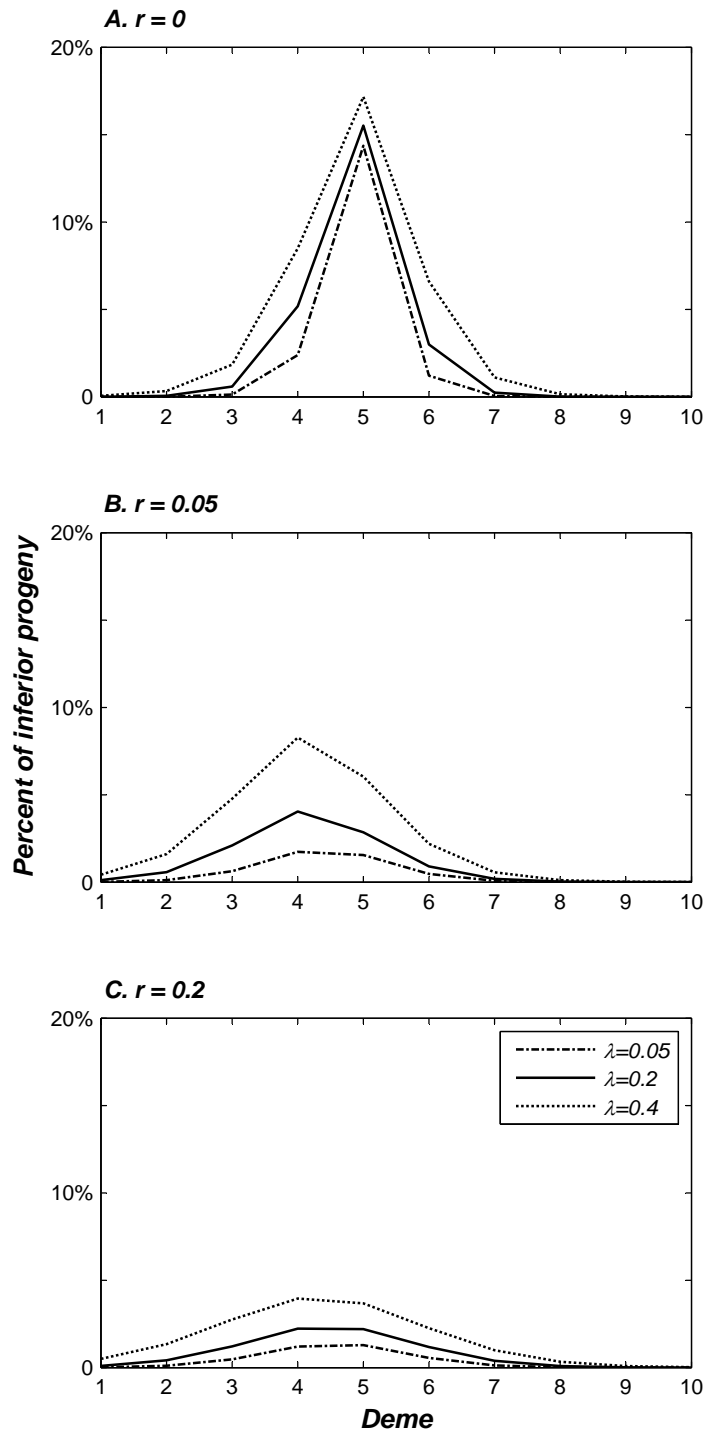 A. r = 0
20%
10%
0
1 2 3 4 5 6 7 8 9 10
B. r = 0.05
Percent of inferior progeny
20%
10%
0
1 2 3 4 5 6 7 8 9 10
C. r = 0.2
20%
λ=0.05
λ=0.2
λ=0.4
10%
0
1 2 3 4 5 6 7 8 9 10
Deme